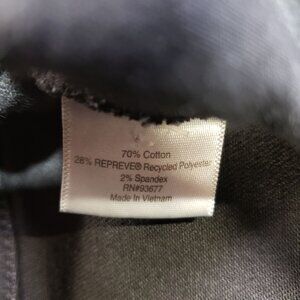 70% Cotton
28% REPREVE® Recycled Polyester
2% Spandex
RN#93677
Made In Vietnam